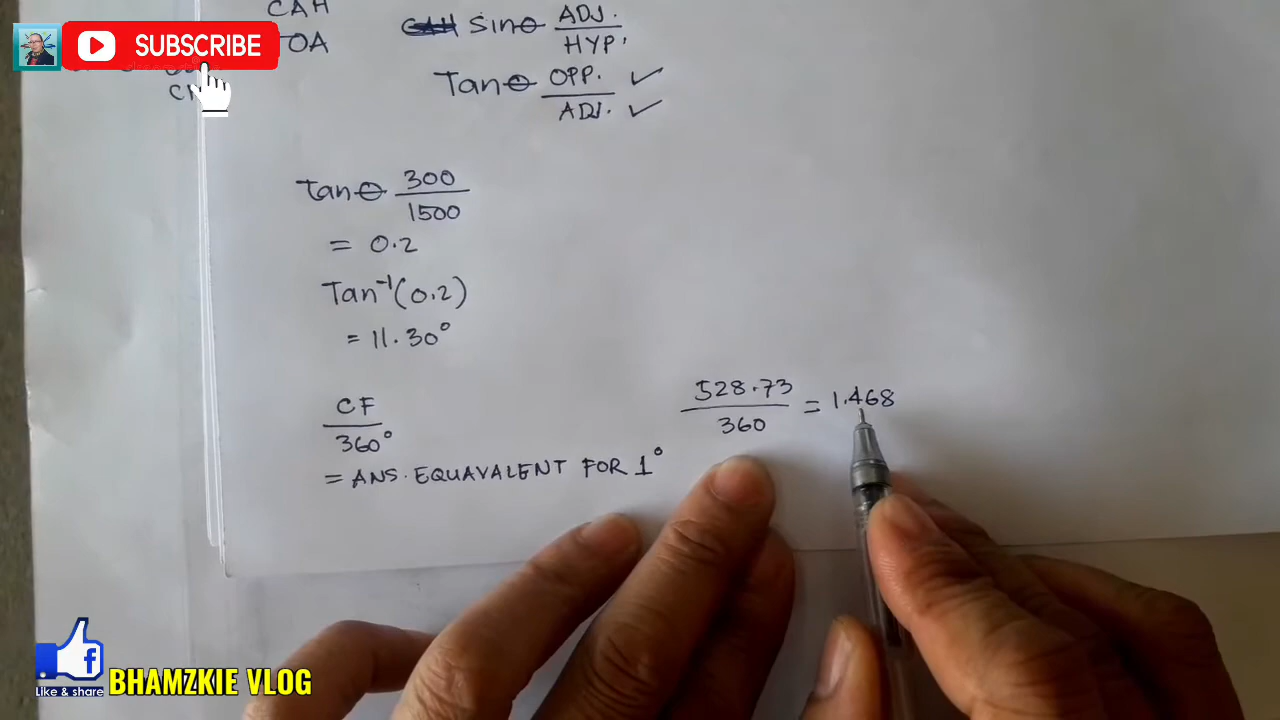 CAH
SUBSCRIBE
TOA
Sinθ ADJ.
HYP.
Tanθ OPP. ✓
ADJ. ✓
Tanθ 300
1500
= 0.2
Tan⁻¹(0.2)
= 11.30°
CF
360°
= ANS. EQUAVALENT FOR 1°
528.73
360
= 1.468
Like & share
BHAMZKIE VLOG